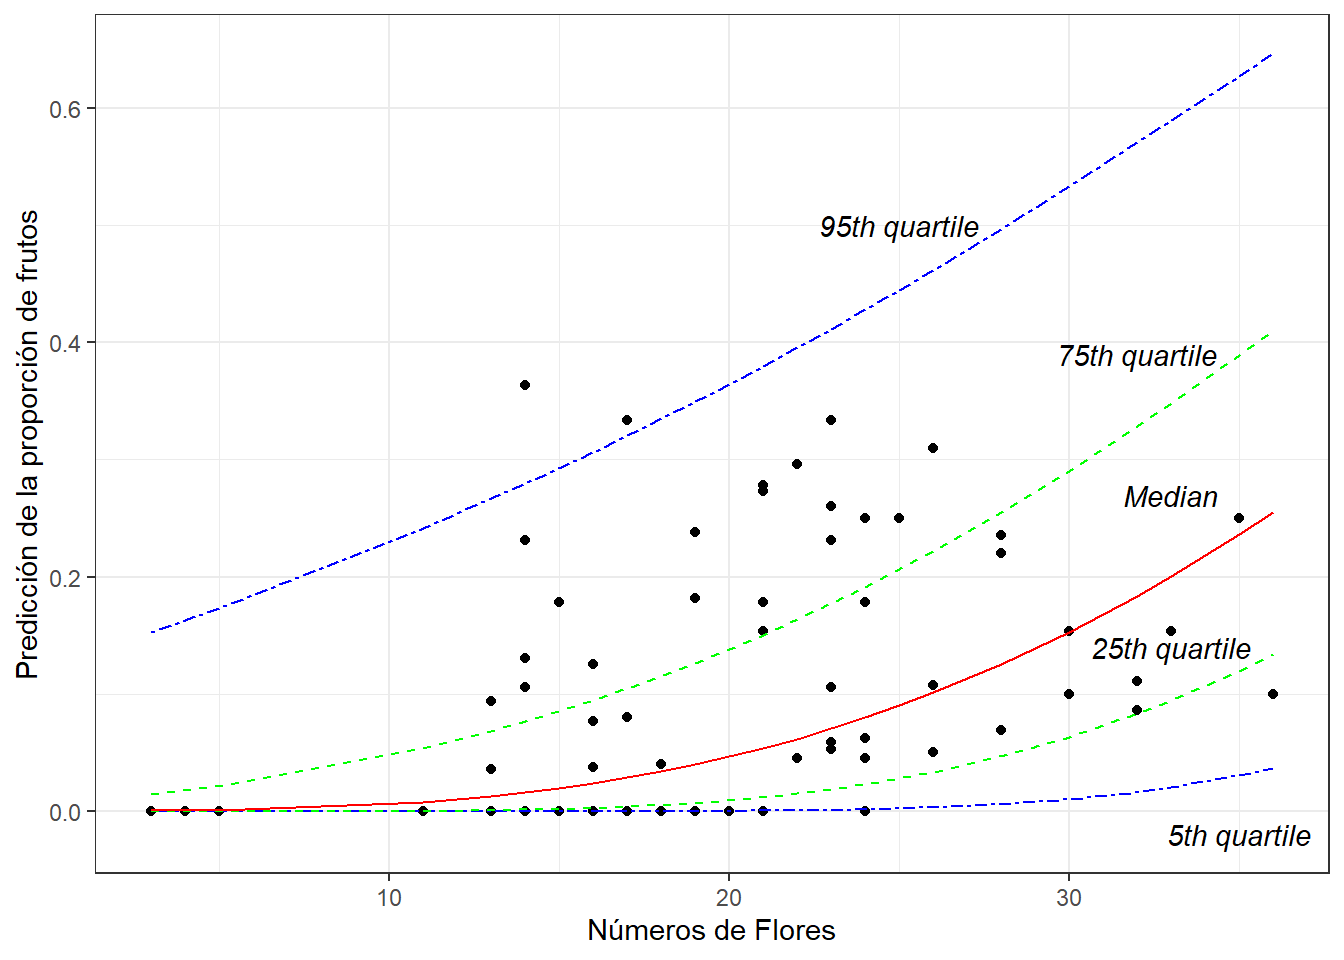 0.6
95th quartile
0.4
75th quartile
Median
0.2
25th quartile
0.0
5th quartile
10
20
30
Números de Flores
Predicción de la proporción de frutos